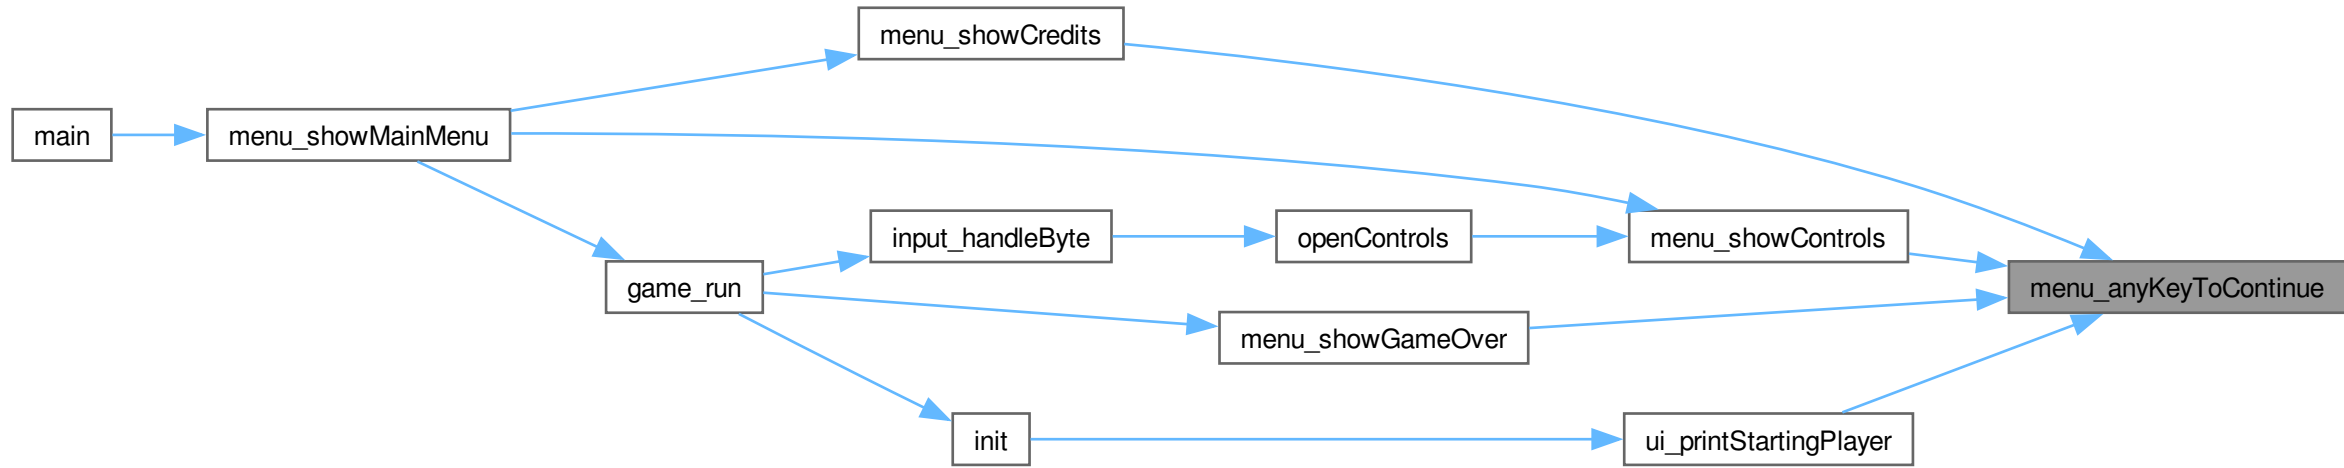 menu_showCredits
main
menu_showMainMenu
input_handleByte
openControls
menu_showControls
game_run
menu_anyKeyToContinue
menu_showGameOver
init
ui_printStartingPlayer